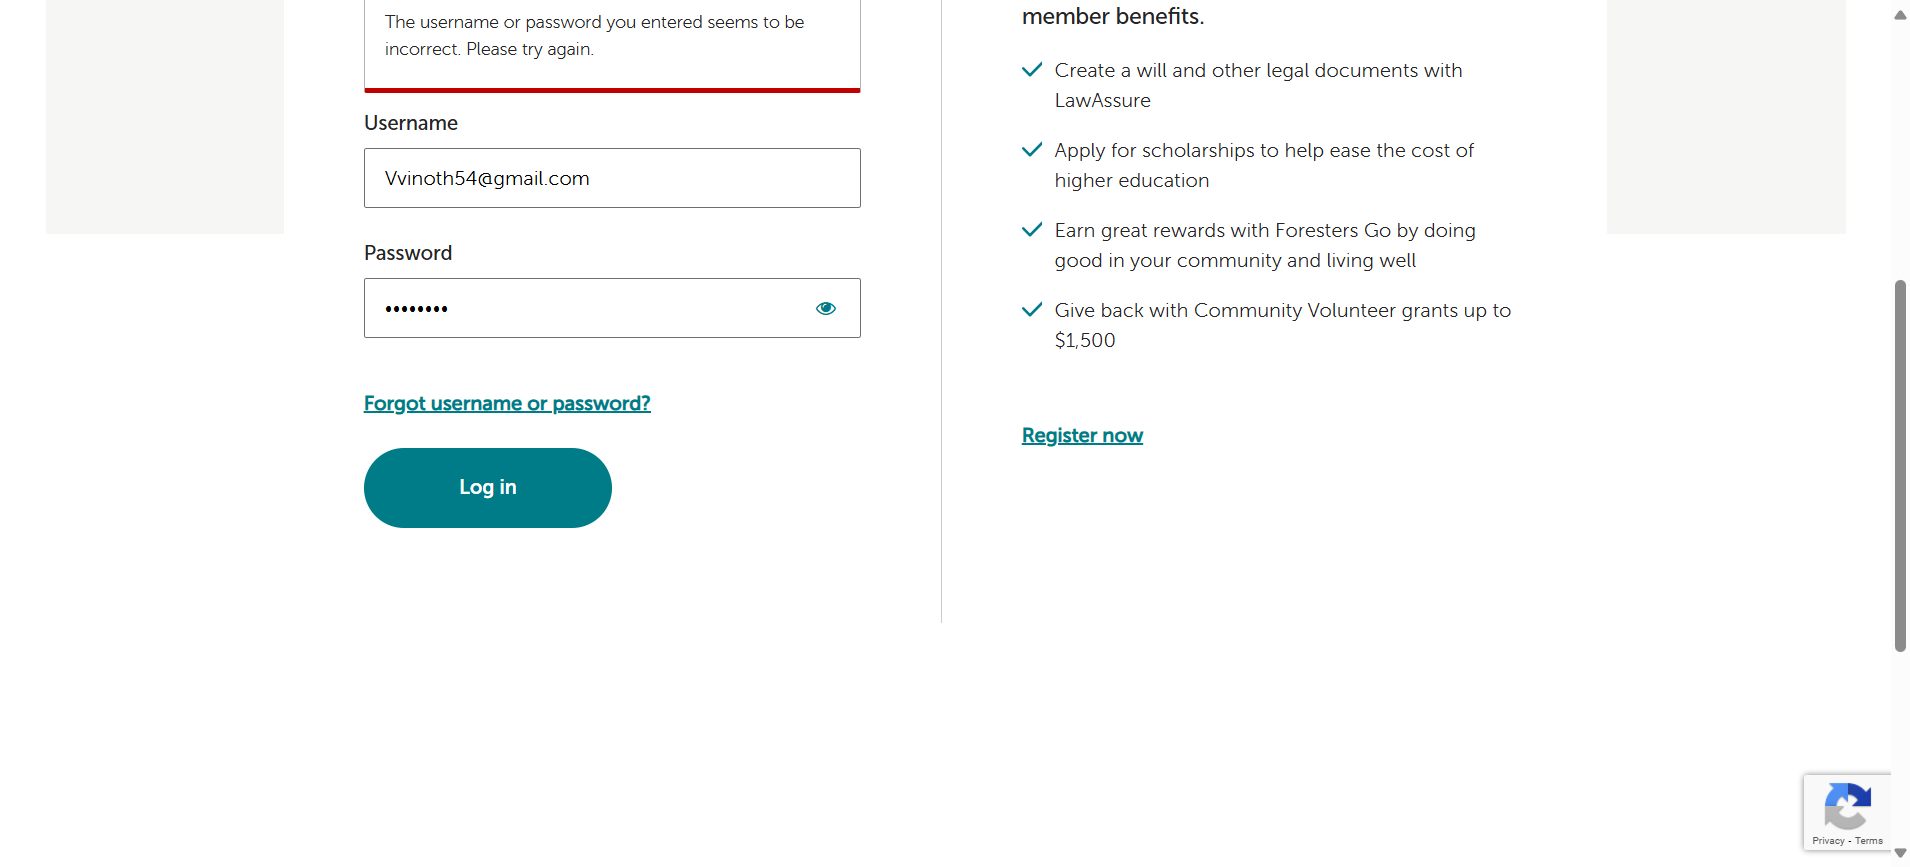 The username or password you entered seems to be
incorrect. Please try again.
Username
Vvinoth54@gmail.com
Password
••••••••
Forgot username or password?
Log in
member benefits.
Create a will and other legal documents with
LawAssure
Apply for scholarships to help ease the cost of
higher education
Earn great rewards with Foresters Go by doing
good in your community and living well
Give back with Community Volunteer grants up to
$1,500
Register now
Privacy - Terms